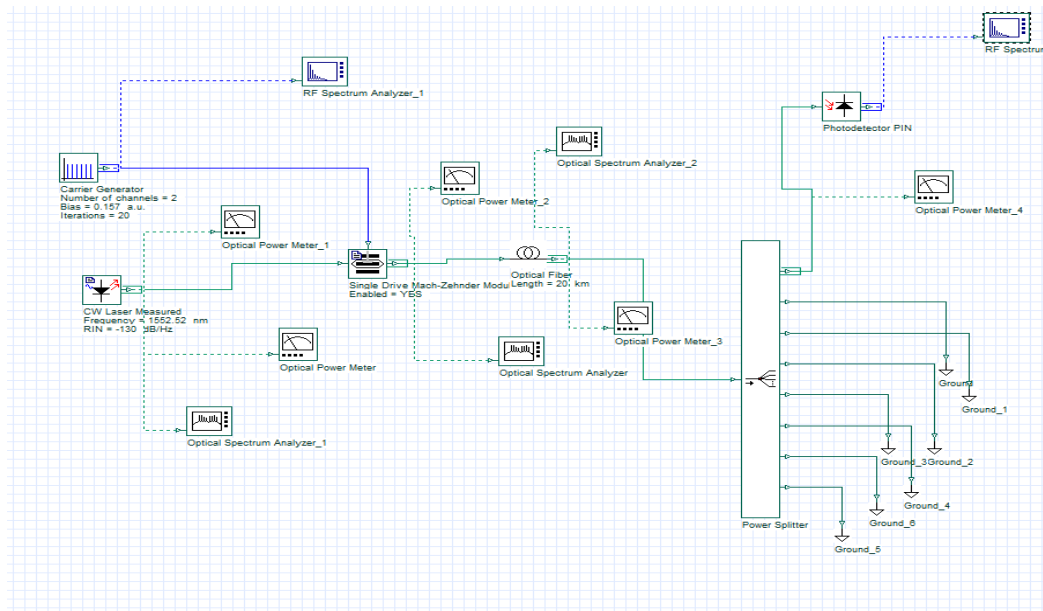 RF Spectrur
RF Spectrum Analyzer_1
Photodetector PIN
Optical Spectrum Analyzer_2
Carrier Generator
Number of channels = 2
Bias = 0.157 a.u.
Iterations = 20
Optical Power Meter_2
Optical Power Meter_4
Optical Power Meter_1
Optical Fiber
Length = 20 km
Single Drive Mach-Zehnder Modu
Enabled = YES
CW Laser Measured
Frequency = 1552.52 nm
RIN = -130 dB/Hz
Optical Power Meter_3
Optical Power Meter
Optical Spectrum Analyzer
Ground
Ground_1
Optical Spectrum Analyzer_1
Ground_3
Ground_2
Ground_4
Power Splitter
Ground_6
Ground_5